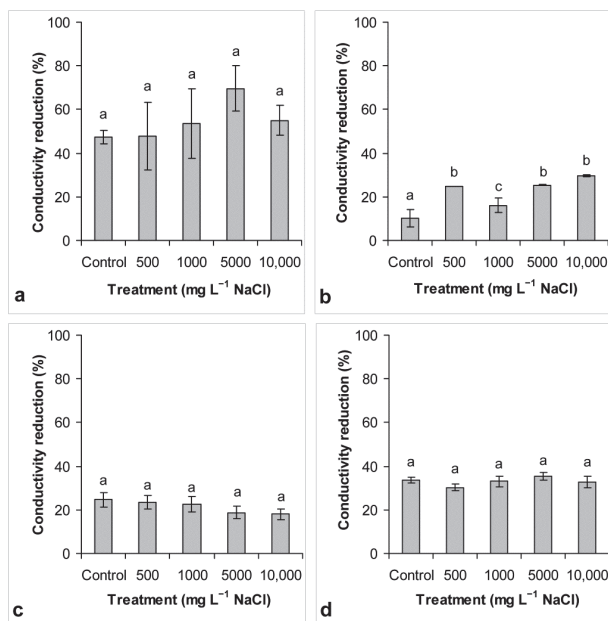 Conductivity reduction (%)
100
80
60
40
20
0
a a a a a
Control 500 1000 5000 10,000
Treatment (mg L⁻¹ NaCl)
a
Conductivity reduction (%)
100
80
60
40
20
0
a b c b b
Control 500 1000 5000 10,000
Treatment (mg L⁻¹ NaCl)
b
Conductivity reduction (%)
100
80
60
40
20
0
a a a a a
Control 500 1000 5000 10,000
Treatment (mg L⁻¹ NaCl)
c
Conductivity reduction (%)
100
80
60
40
20
0
a a a a a
Control 500 1000 5000 10,000
Treatment (mg L⁻¹ NaCl)
d